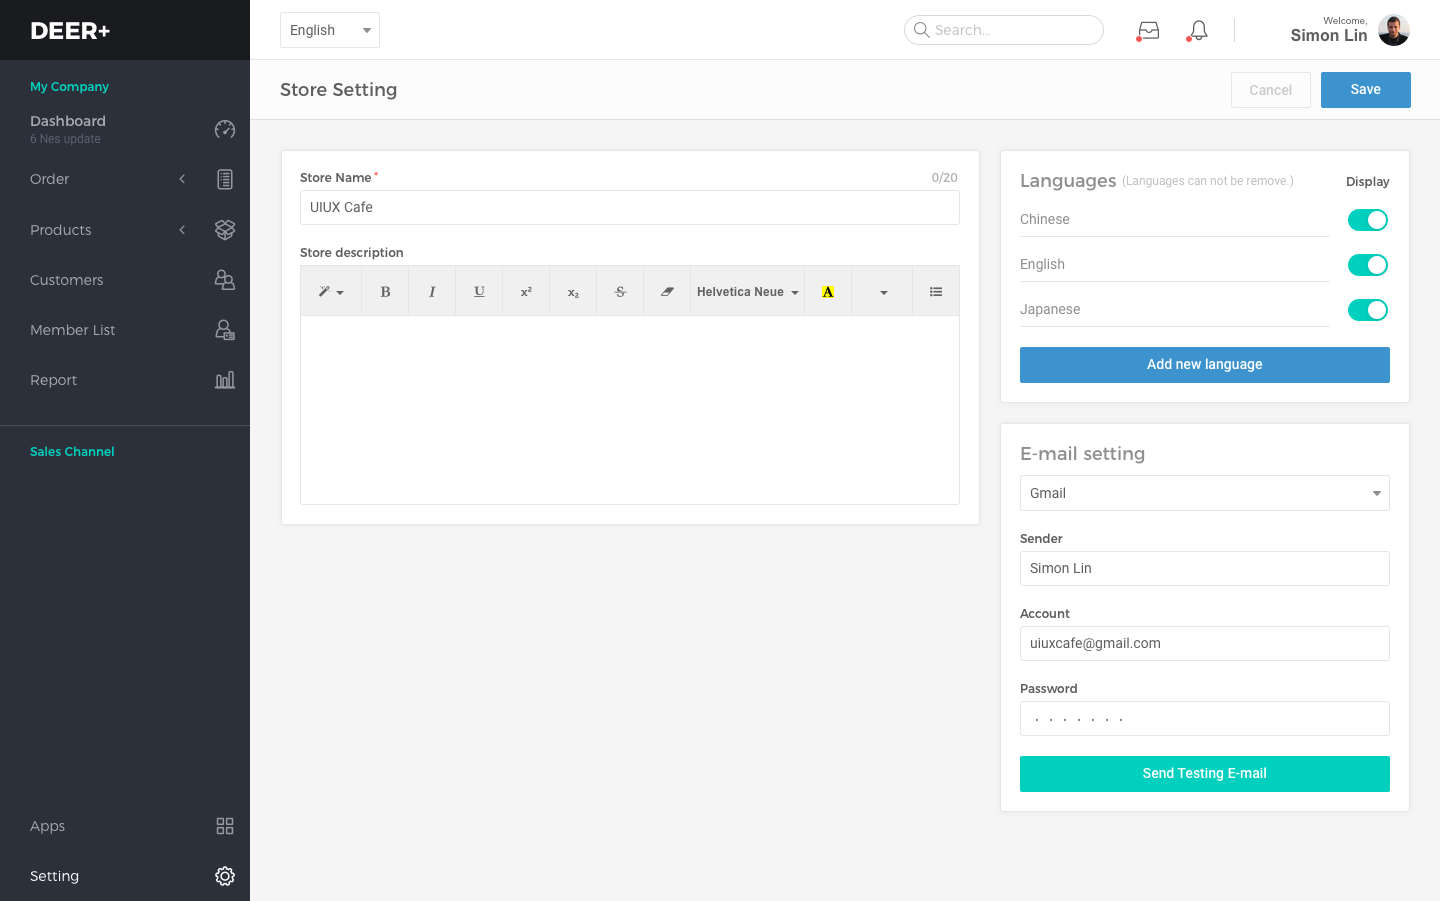 DEER+
English
Search...
Welcome,
Simon Lin
My Company
Dashboard
6 Nes update
Order
Products
Customers
Member List
Report
Sales Channel
Apps
Setting
Store Setting
Cancel
Save
Store Name*
0/20
UIUX Cafe
Store description
B I U x² x₂ S Helvetica Neue A
Languages (Languages can not be remove.) Display
Chinese
English
Japanese
Add new language
E-mail setting
Gmail
Sender
Simon Lin
Account
uiuxcafe@gmail.com
Password
Send Testing E-mail